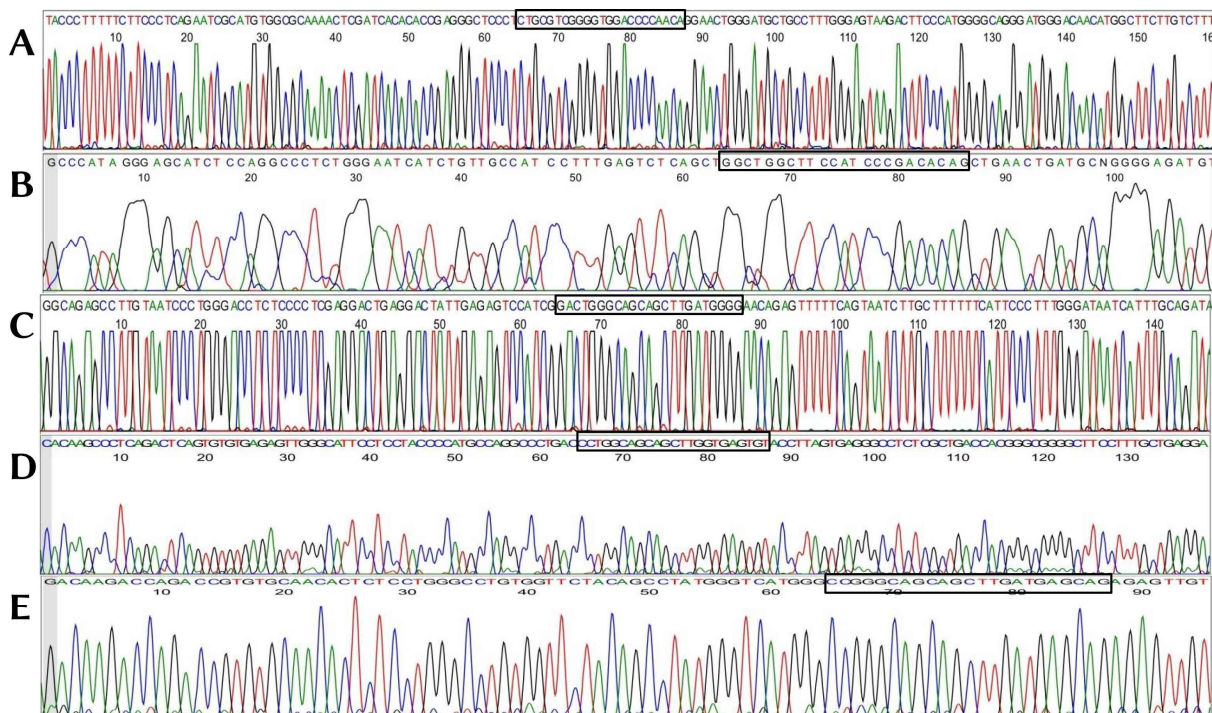 A
TACCCTTTTTCTTCCCTCAGAATCGCATGTGGCGCAAAACTCGATCACACACCGAGGGCTCCCTCTGCGTCGGGGTGGACCCCAACAGGAACTGGGATGCTGCCTTTGGGAGTAAGACTTCCCATGGGGCAGGGATGGGACAACATGGCTTCTTGTCTTT
10 20 30 40 50 60 70 80 90 100 110 120 130 140 150 160
B
GCCCATAGGGAGCATCTCCAGGCCCTCTGGGAATCATCTGTTGCCATCCTTTGAGTCTCAGCTGGCTGGCTTCCATCCCGACACAGCTGAACTGATGCNGGGGAGATGT
10 20 30 40 50 60 70 80 90 100
C
GGCAGAGCCTTGTAATCCCTGGGACCTCTCCCCTCGAGGACTGAGGACTATTGAGAGTCCATCGGACTGGGCAGCAGCTTGATGGGGAACAGAGTTTTTCAGTAATCTTGCTTTTTTCATTCCCTTTGGGATAATCATTTGCAGATA
10 20 30 40 50 60 70 80 90 100 110 120 130 140
D
CACAAGCCCTCAGACTCAGTGTGTGAGAGTTGGGCATTCCTCCTACCCCATGCCAGGCCCTGACCCTGGCAGCAGCTTGGTGAGTGTACCTTAGTGAGGGCCTCTCGCTGACCACGGGCGGGGCTTCCTTTGCTGAGGA
10 20 30 40 50 60 70 80 90 100 110 120 130
E
GACAAGACCAGACCGTGTGCAACACTCTCCTGGGCCTGTGGTTCTACAGCCTATGGGTCATGGGCCGGGCAGCAGCTTGATGAGCAGAGAGTTGT
10 20 30 40 50 60 70 80 90